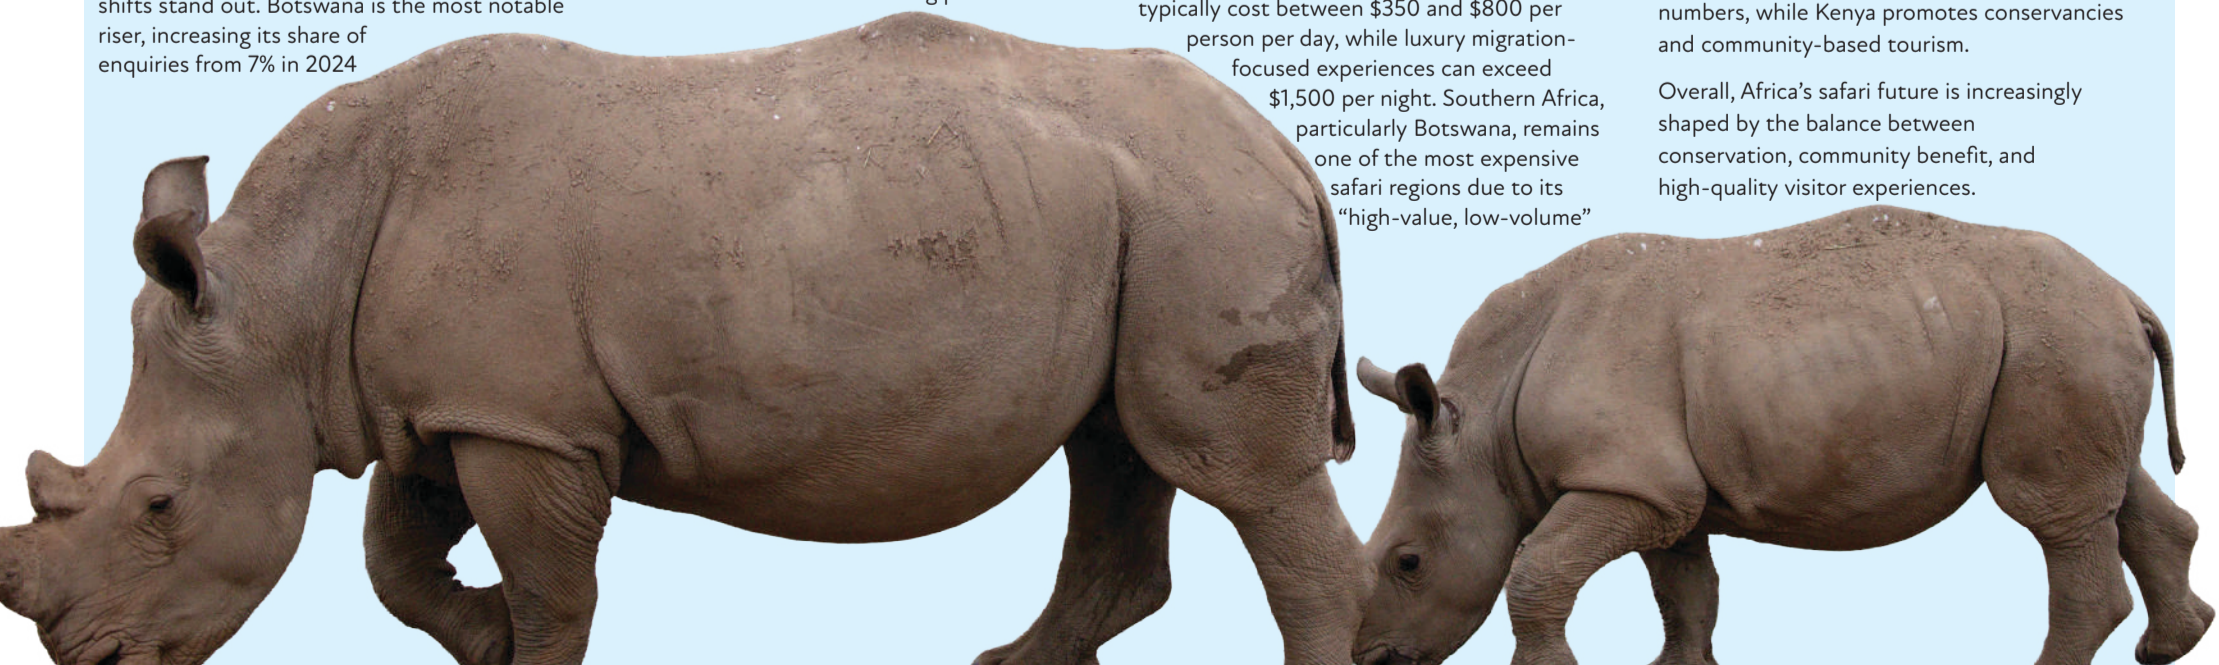 shifts stand out. Botswana is the most notable
riser, increasing its share of
enquiries from 7% in 2024
typically cost between $350 and $800 per
person per day, while luxury migration-
focused experiences can exceed
$1,500 per night. Southern Africa,
particularly Botswana, remains
one of the most expensive
safari regions due to its
“high-value, low-volume”
numbers, while Kenya promotes conservancies
and community-based tourism.
Overall, Africa’s safari future is increasingly
shaped by the balance between
conservation, community benefit, and
high-quality visitor experiences.